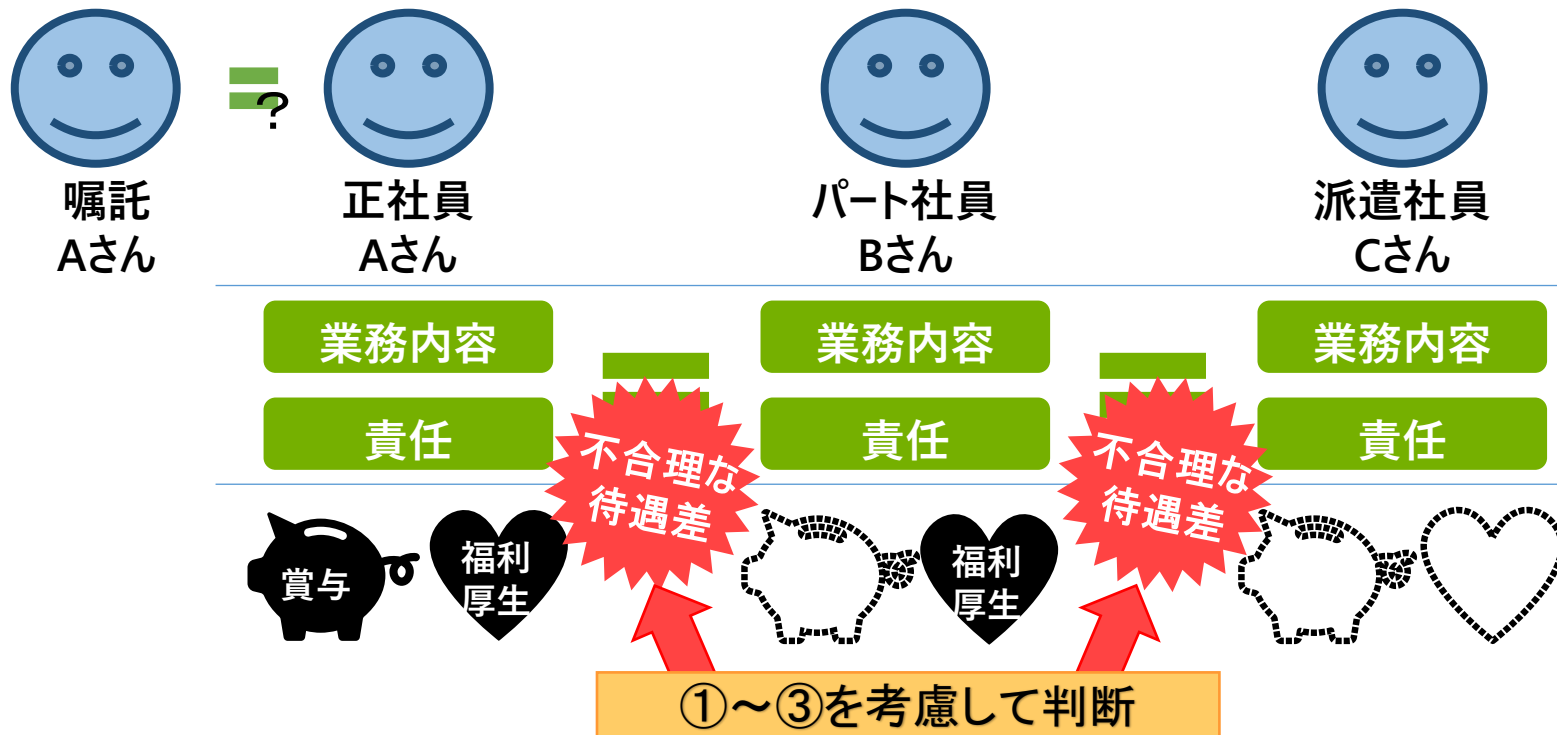 ?
嘱託
Aさん
正社員
Aさん
パート社員
Bさん
派遣社員
Cさん
業務内容
業務内容
業務内容
責任
責任
責任
不合理な
待遇差
不合理な
待遇差
賞与
福利
厚生
福利
厚生
①～③を考慮して判断